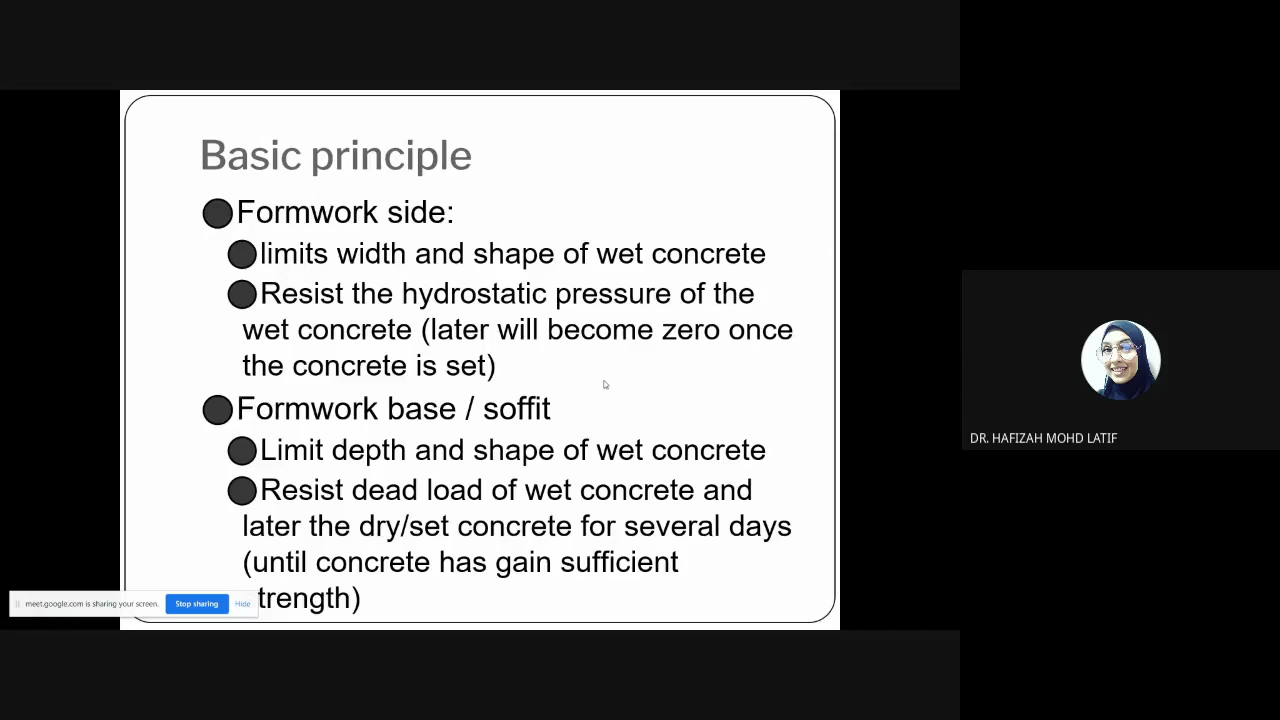 Basic principle
Formwork side:
limits width and shape of wet concrete
Resist the hydrostatic pressure of the
wet concrete (later will become zero once
the concrete is set)
Formwork base / soffit
Limit depth and shape of wet concrete
Resist dead load of wet concrete and
later the dry/set concrete for several days
(until concrete has gain sufficient
trength)
meet.google.com is sharing your screen.
Stop sharing
Hide
DR. HAFIZAH MOHD LATIF